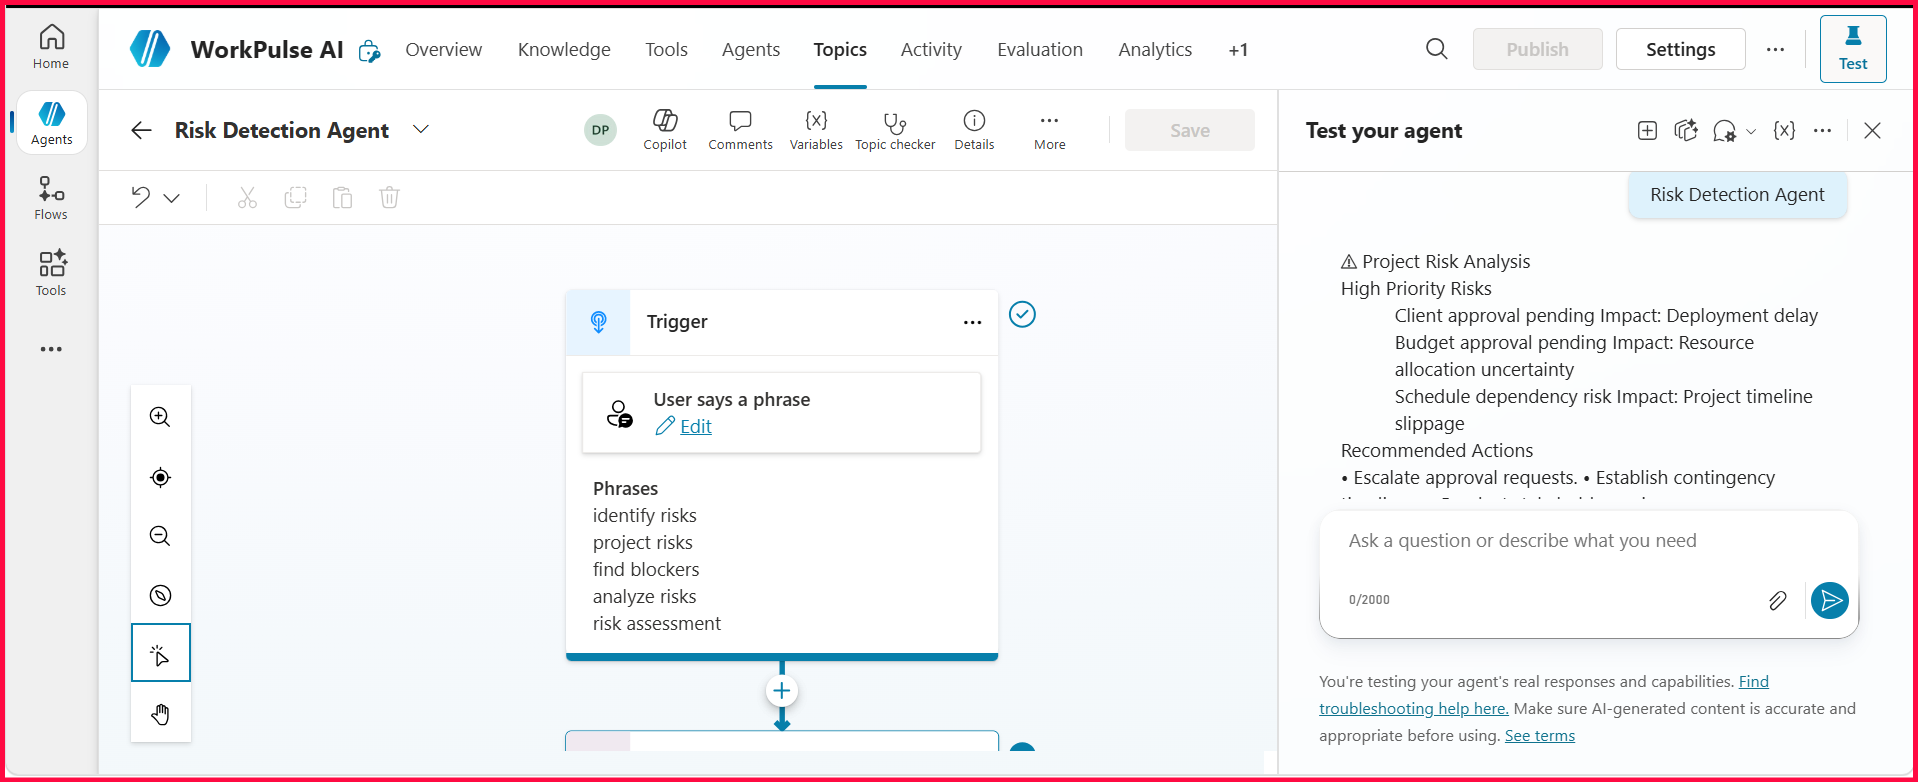 Home
Agents
Flows
Tools
WorkPulse AI
Overview
Knowledge
Tools
Agents
Topics
Activity
Evaluation
Analytics
+1
Publish
Settings
Test
Risk Detection Agent
DP
Copilot
Comments
Variables
Topic checker
Details
More
Save
Trigger
User says a phrase
Edit
Phrases
identify risks
project risks
find blockers
analyze risks
risk assessment
Test your agent
Risk Detection Agent
⚠ Project Risk Analysis
High Priority Risks
Client approval pending Impact: Deployment delay
Budget approval pending Impact: Resource
allocation uncertainty
Schedule dependency risk Impact: Project timeline
slippage
Recommended Actions
• Escalate approval requests. • Establish contingency
Ask a question or describe what you need
0/2000
You're testing your agent's real responses and capabilities. Find
troubleshooting help here. Make sure AI-generated content is accurate and
appropriate before using. See terms